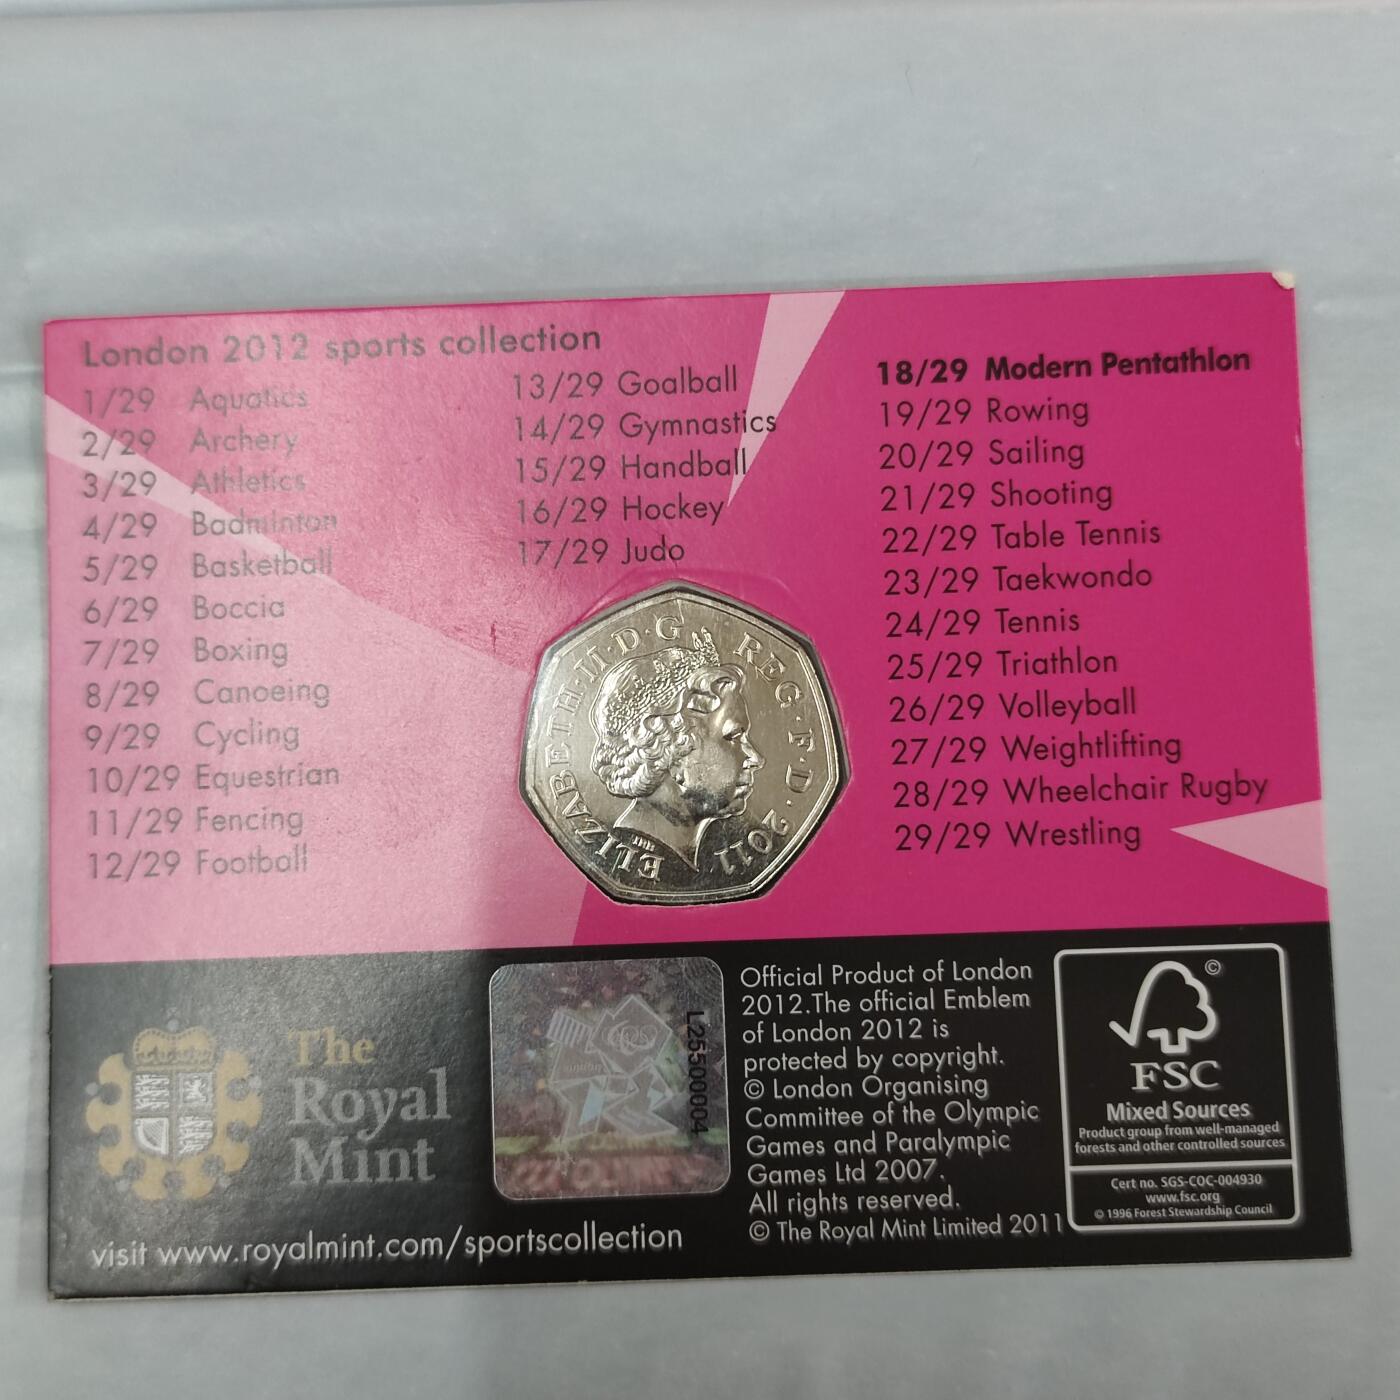 London 2012 sports collection
1/29 Aquatics
2/29 Archery
3/29 Athletics
4/29 Badminton
5/29 Basketball
6/29 Boccia
7/29 Boxing
8/29 Canoeing
9/29 Cycling
10/29 Equestrian
11/29 Fencing
12/29 Football
13/29 Goalball
14/29 Gymnastics
15/29 Handball
16/29 Hockey
17/29 Judo
18/29 Modern Pentathlon
19/29 Rowing
20/29 Sailing
21/29 Shooting
22/29 Table Tennis
23/29 Taekwondo
24/29 Tennis
25/29 Triathlon
26/29 Volleyball
27/29 Weightlifting
28/29 Wheelchair Rugby
29/29 Wrestling
ELIZABETH·II·D·G REG·F·D·2011
IRB
The
Royal
Mint
visit www.royalmint.com/sportscollection
london
L25500004
Official Product of London
2012.The official Emblem
of London 2012 is
protected by copyright.
© London Organising
Committee of the Olympic
Games and Paralympic
Games Ltd 2007.
All rights reserved.
© The Royal Mint Limited 2011
©
FSC
Mixed Sources
Product group from well-managed
forests and other controlled sources
Cert no. SGS-COC-004930
www.fsc.org
© 1996 Forest Stewardship Council